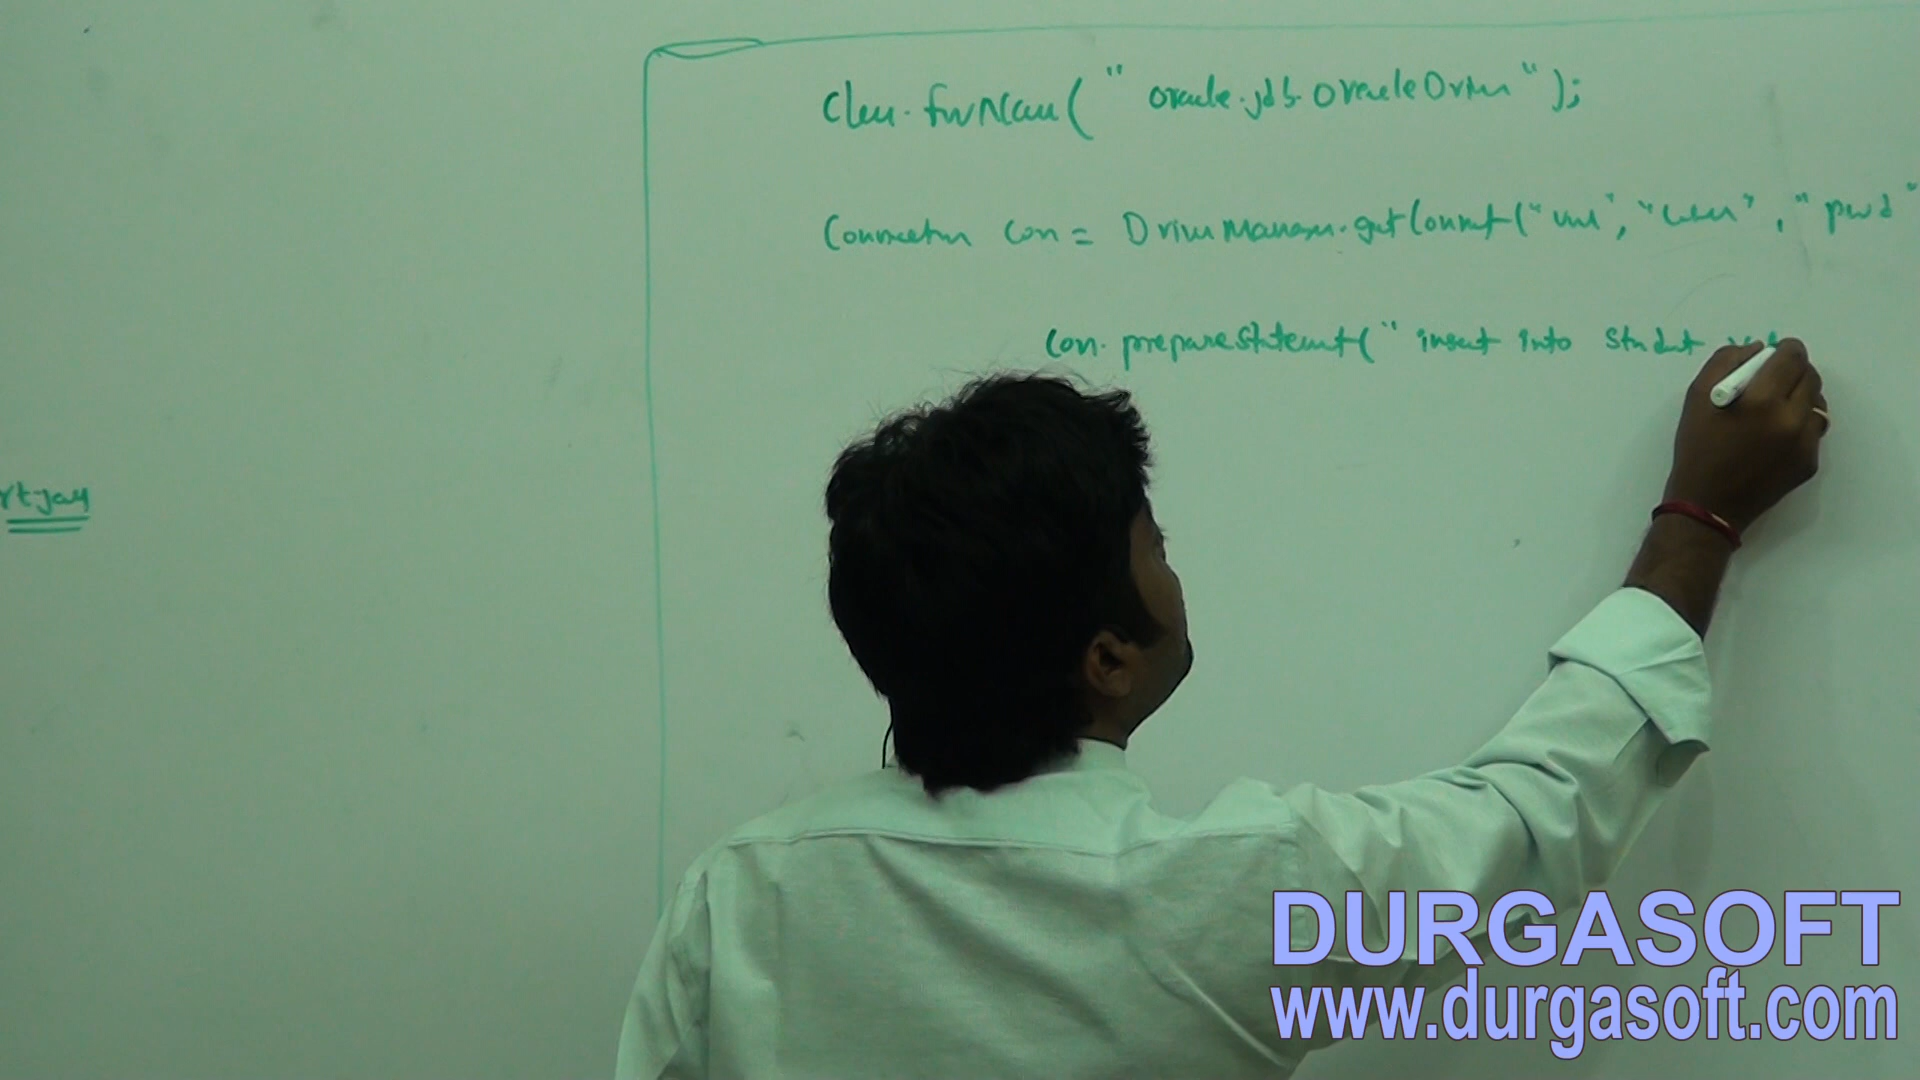 Class.forName("oracle.jdbc.OracleDriver");
Connection con = DriverManager.getConnect("url", "user", "pwd"
con.prepareStatement(" insert into student
DURGASOFT
www.durgasoft.com